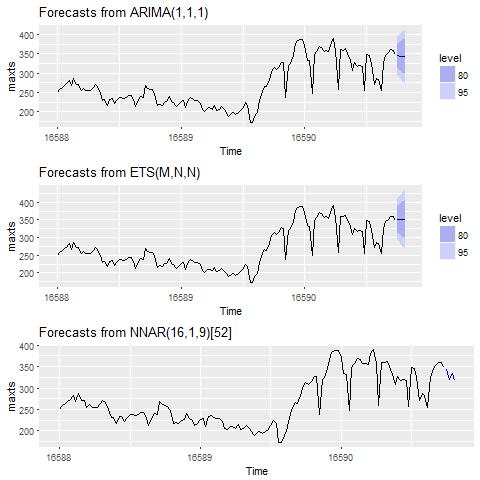 Forecasts from ARIMA(1,1,1)
maxts
400
350
300
250
200
16588
16589
16590
Time
level
80
95
Forecasts from ETS(M,N,N)
maxts
400
350
300
250
200
16588
16589
16590
Time
level
80
95
Forecasts from NNAR(16,1,9)[52]
maxts
400
350
300
250
200
16588
16589
16590
Time